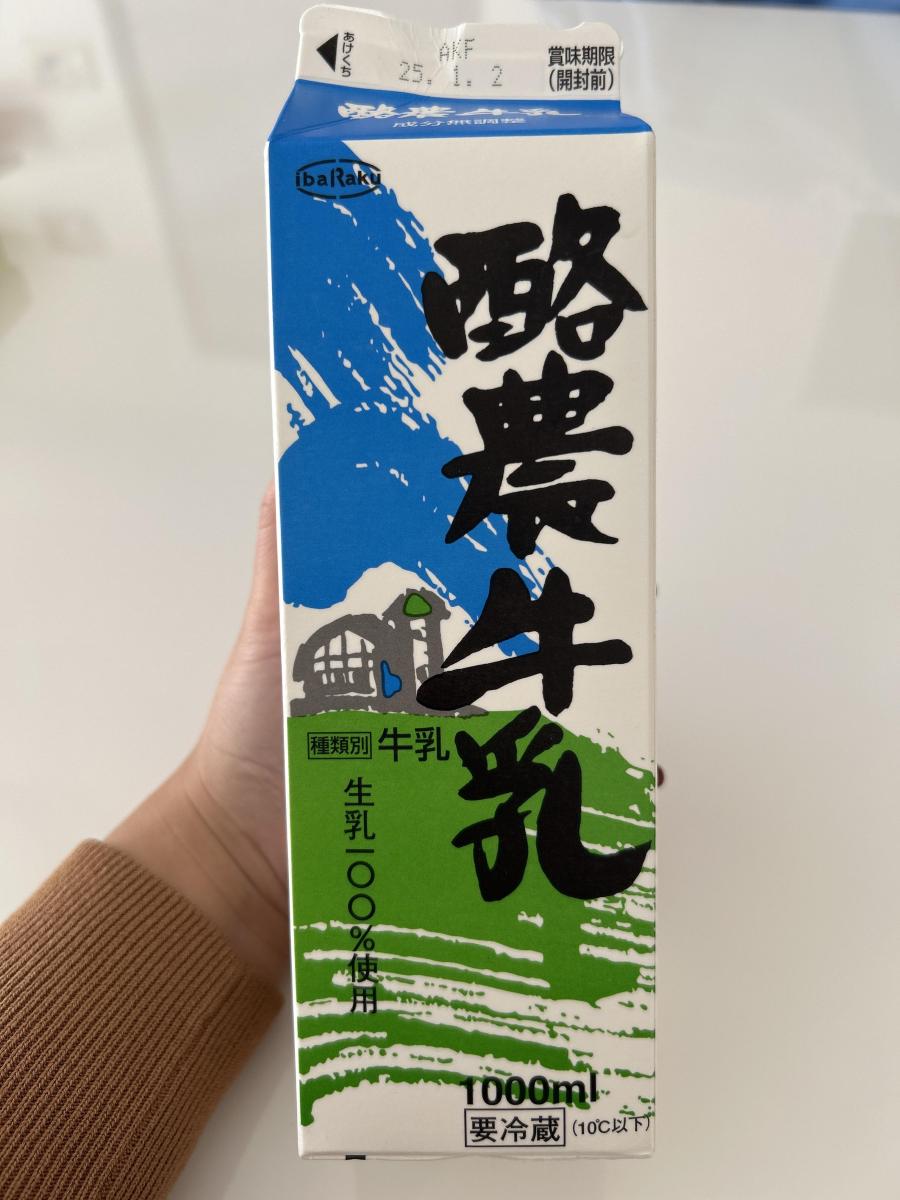 あけくち
AKF
25. 1. 2
賞味期限
(開封前)
酪農牛乳
成分無調整
ibaRaku
酪農牛乳
種類別 牛乳
生乳一〇〇%使用
1000ml
要冷蔵 (10℃以下)